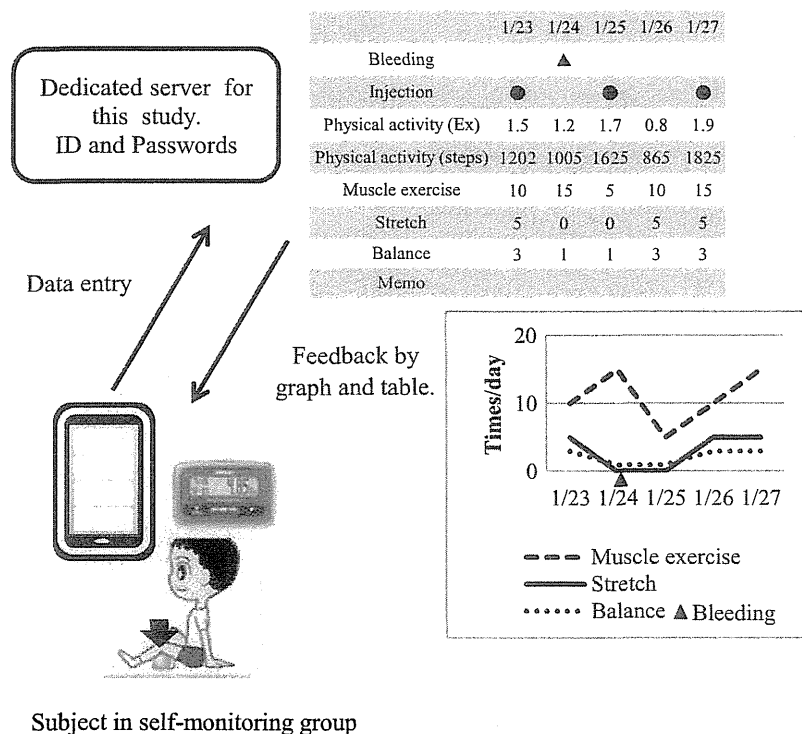 1/23 1/24 1/25 1/26 1/27
Bleeding ▲
Injection ● ● ●
Physical activity (Ex) 1.5 1.2 1.7 0.8 1.9
Physical activity (steps) 1202 1005 1625 865 1825
Muscle exercise 10 15 5 10 15
Stretch 5 0 0 5 5
Balance 3 1 1 3 3
Memo
Dedicated server for
this study.
ID and Passwords
Data entry
Feedback by
graph and table.
Times/day
20
10
0
1/23 1/24 1/25 1/26 1/27
Muscle exercise
Stretch
Balance ▲ Bleeding
Subject in self-monitoring group